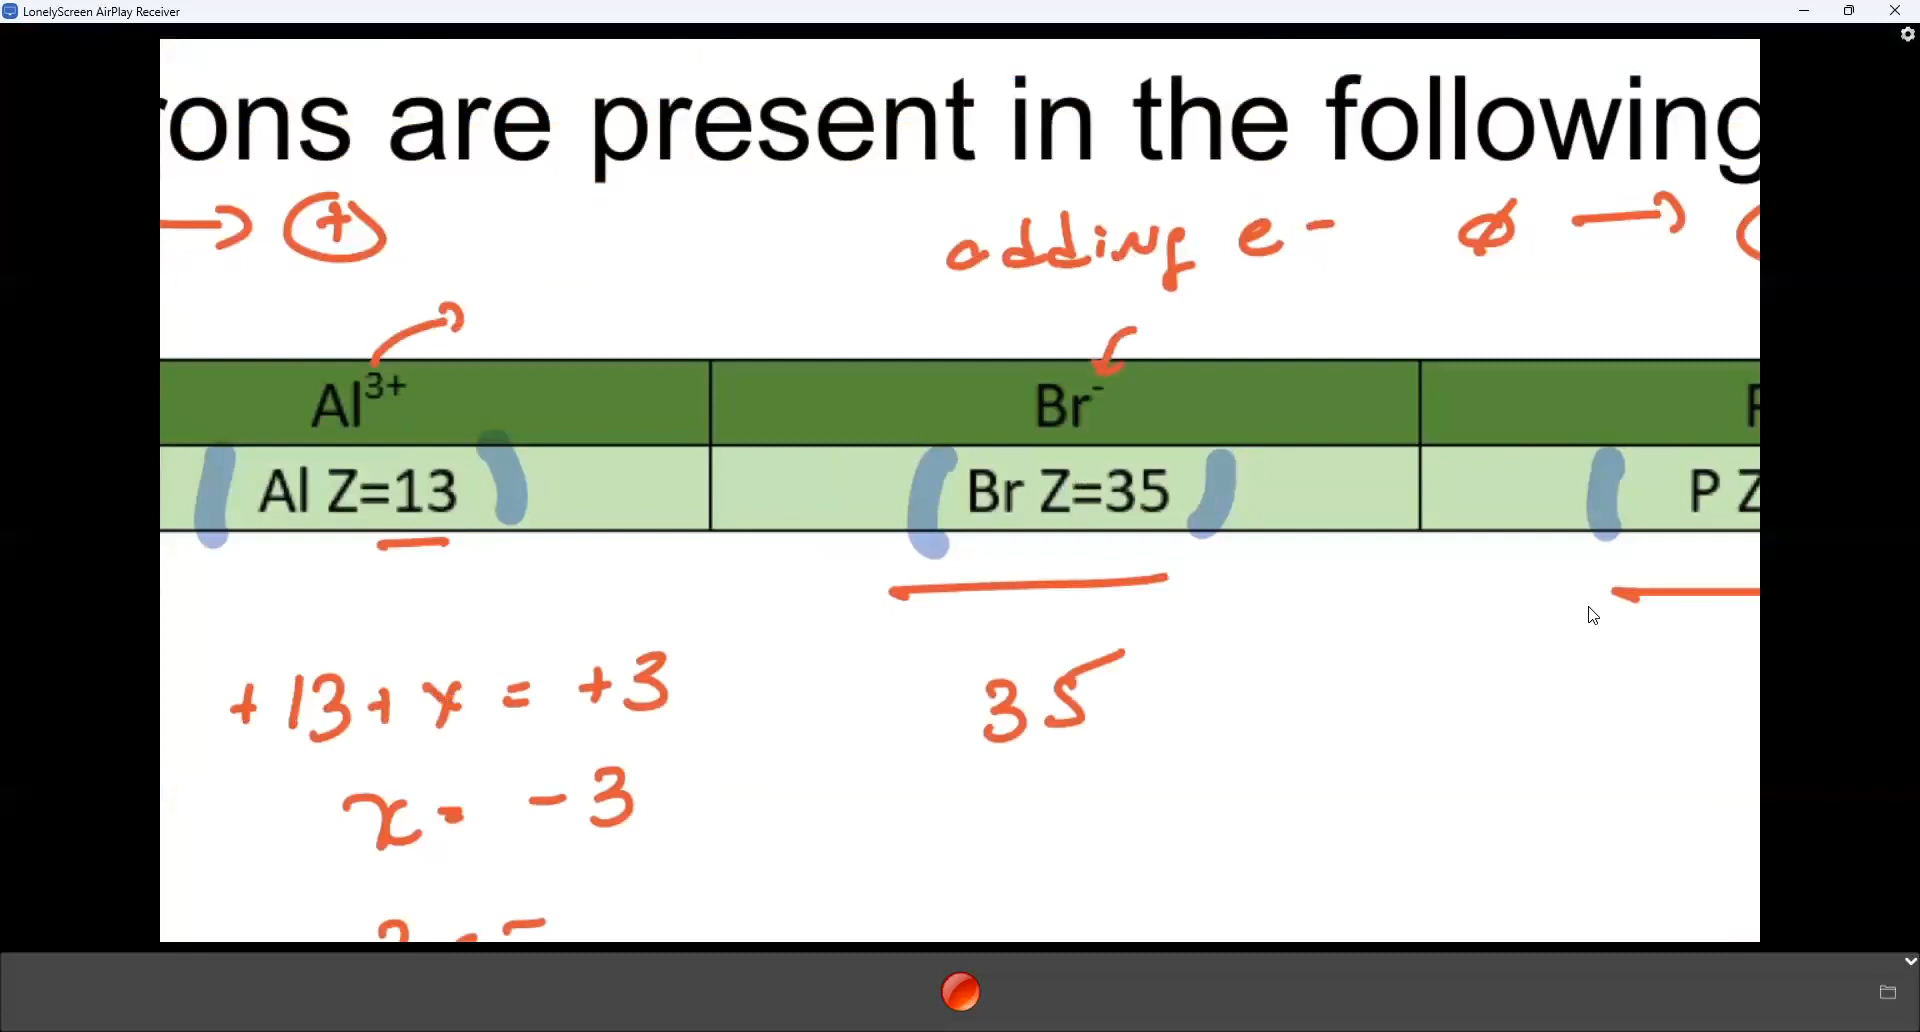 LonelyScreen AirPlay Receiver
rons are present in the following
→ + adding e - ∅ →
Al³⁺ Br⁻
Al Z=13 Br Z=35 P Z
+13+x = +3 35
x = -3